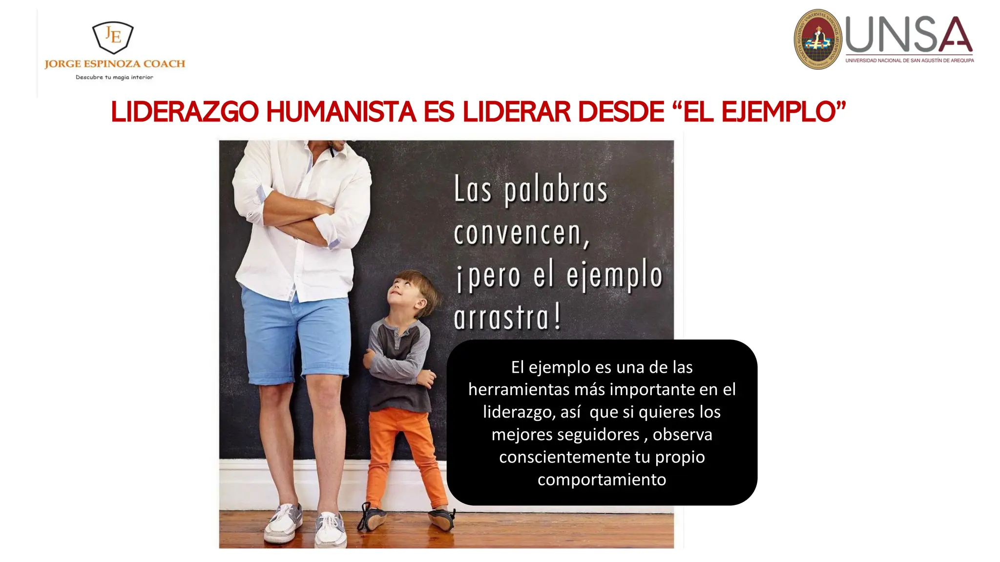 JE
JORGE ESPINOZA COACH
Descubre tu magia interior
UNSA
UNIVERSIDAD NACIONAL DE SAN AGUSTÍN DE AREQUIPA
LIDERAZGO HUMANISTA ES LIDERAR DESDE “EL EJEMPLO”
Las palabras
convencen,
¡pero el ejemplo
arrastra!
El ejemplo es una de las
herramientas más importante en el
liderazgo, así  que si quieres los
mejores seguidores , observa
conscientemente tu propio
comportamiento